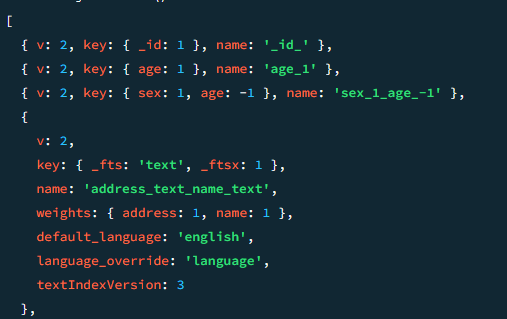 [
{ v: 2, key: { _id: 1 }, name: '_id_' },
{ v: 2, key: { age: 1 }, name: 'age_1' },
{ v: 2, key: { sex: 1, age: -1 }, name: 'sex_1_age_-1' },
{
v: 2,
key: { _fts: 'text', _ftsx: 1 },
name: 'address_text_name_text',
weights: { address: 1, name: 1 },
default_language: 'english',
language_override: 'language',
textIndexVersion: 3
},